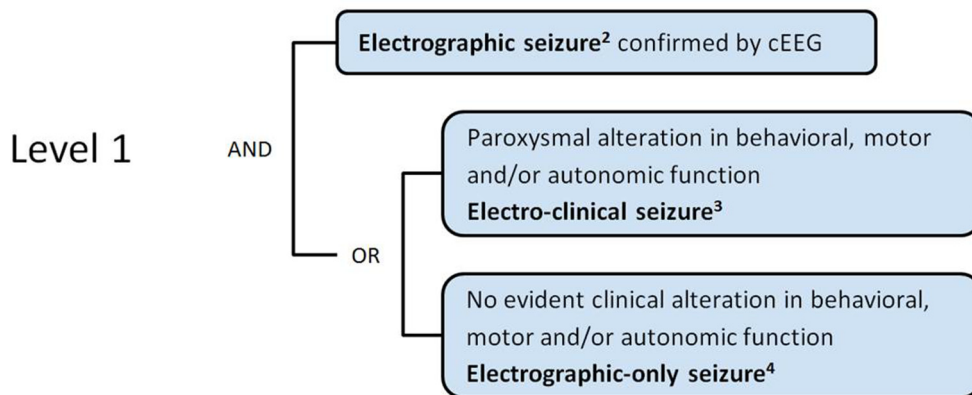 Electrographic seizure² confirmed by cEEG
Level 1
AND
Paroxysmal alteration in behavioral, motor
and/or autonomic function
Electro-clinical seizure³
OR
No evident clinical alteration in behavioral,
motor and/or autonomic function
Electrographic-only seizure⁴